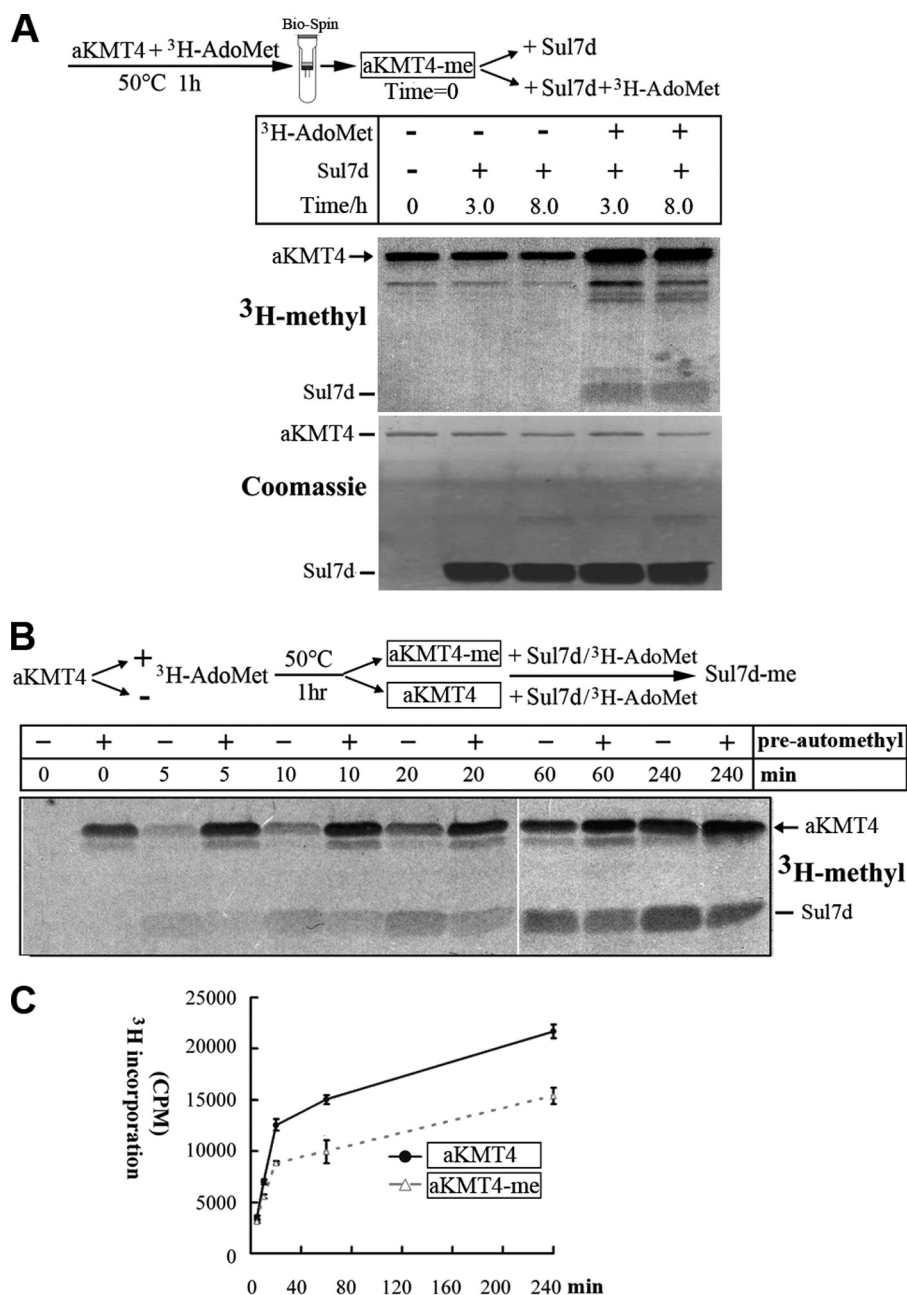 A
Bio-Spin
aKMT4 + ³H-AdoMet
50°C 1h
aKMT4-me
Time=0
+ Sul7d
+ Sul7d+³H-AdoMet
³H-AdoMet - - - + +
Sul7d - + + + +
Time/h 0 3.0 8.0 3.0 8.0
aKMT4
³H-methyl
Sul7d
aKMT4
Coomassie
Sul7d
B
aKMT4 + - ³H-AdoMet 50°C 1hr
aKMT4-me + Sul7d/³H-AdoMet
aKMT4 + Sul7d/³H-AdoMet
Sul7d-me
− + − + − + − + − + − + pre-automethyl
0 0 5 5 10 10 20 20 60 60 240 240 min
aKMT4
³H-methyl
Sul7d
C
³H incorporation
(CPM)
25000
20000
15000
10000
5000
0
aKMT4
aKMT4-me
0 40 80 120 160 200 240 min